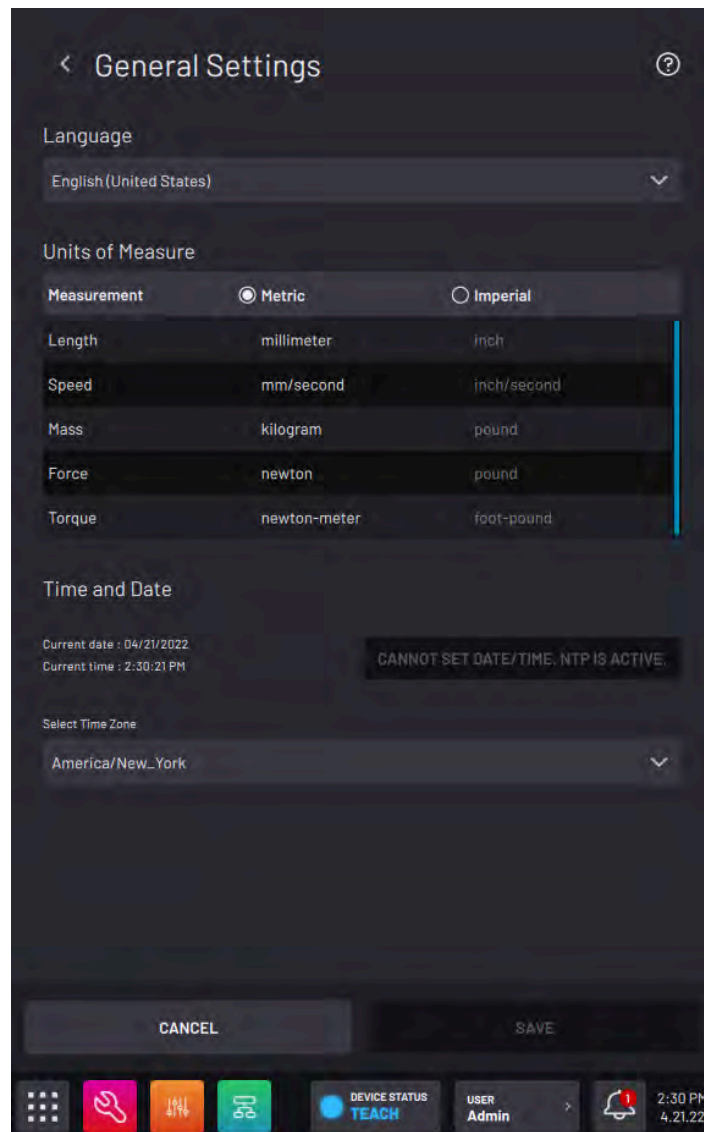 General Settings
Language
English (United States)
Units of Measure
Measurement Metric Imperial
Length millimeter inch
Speed mm/second inch/second
Mass kilogram pound
Force newton pound
Torque newton-meter foot-pound
Time and Date
Current date : 04/21/2022
Current time : 2:30:21 PM
CANNOT SET DATE/TIME. NTP IS ACTIVE.
Select Time Zone
America/New_York
CANCEL SAVE
DEVICE STATUS
TEACH
USER
Admin
1
2:30 PM
4.21.22